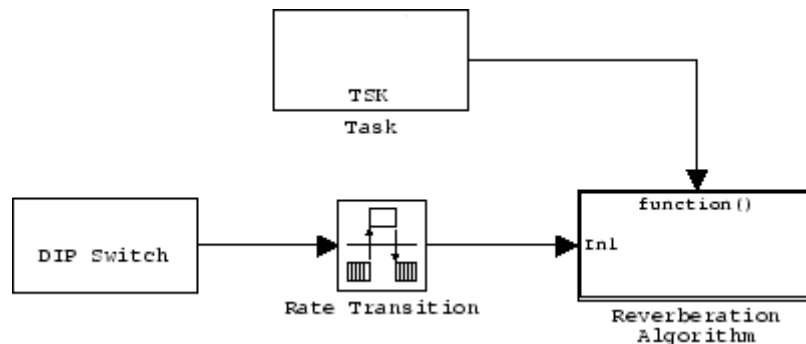 TSK
Task
function()
DIP Switch
In1
Rate Transition
Reverberation
Algorithm